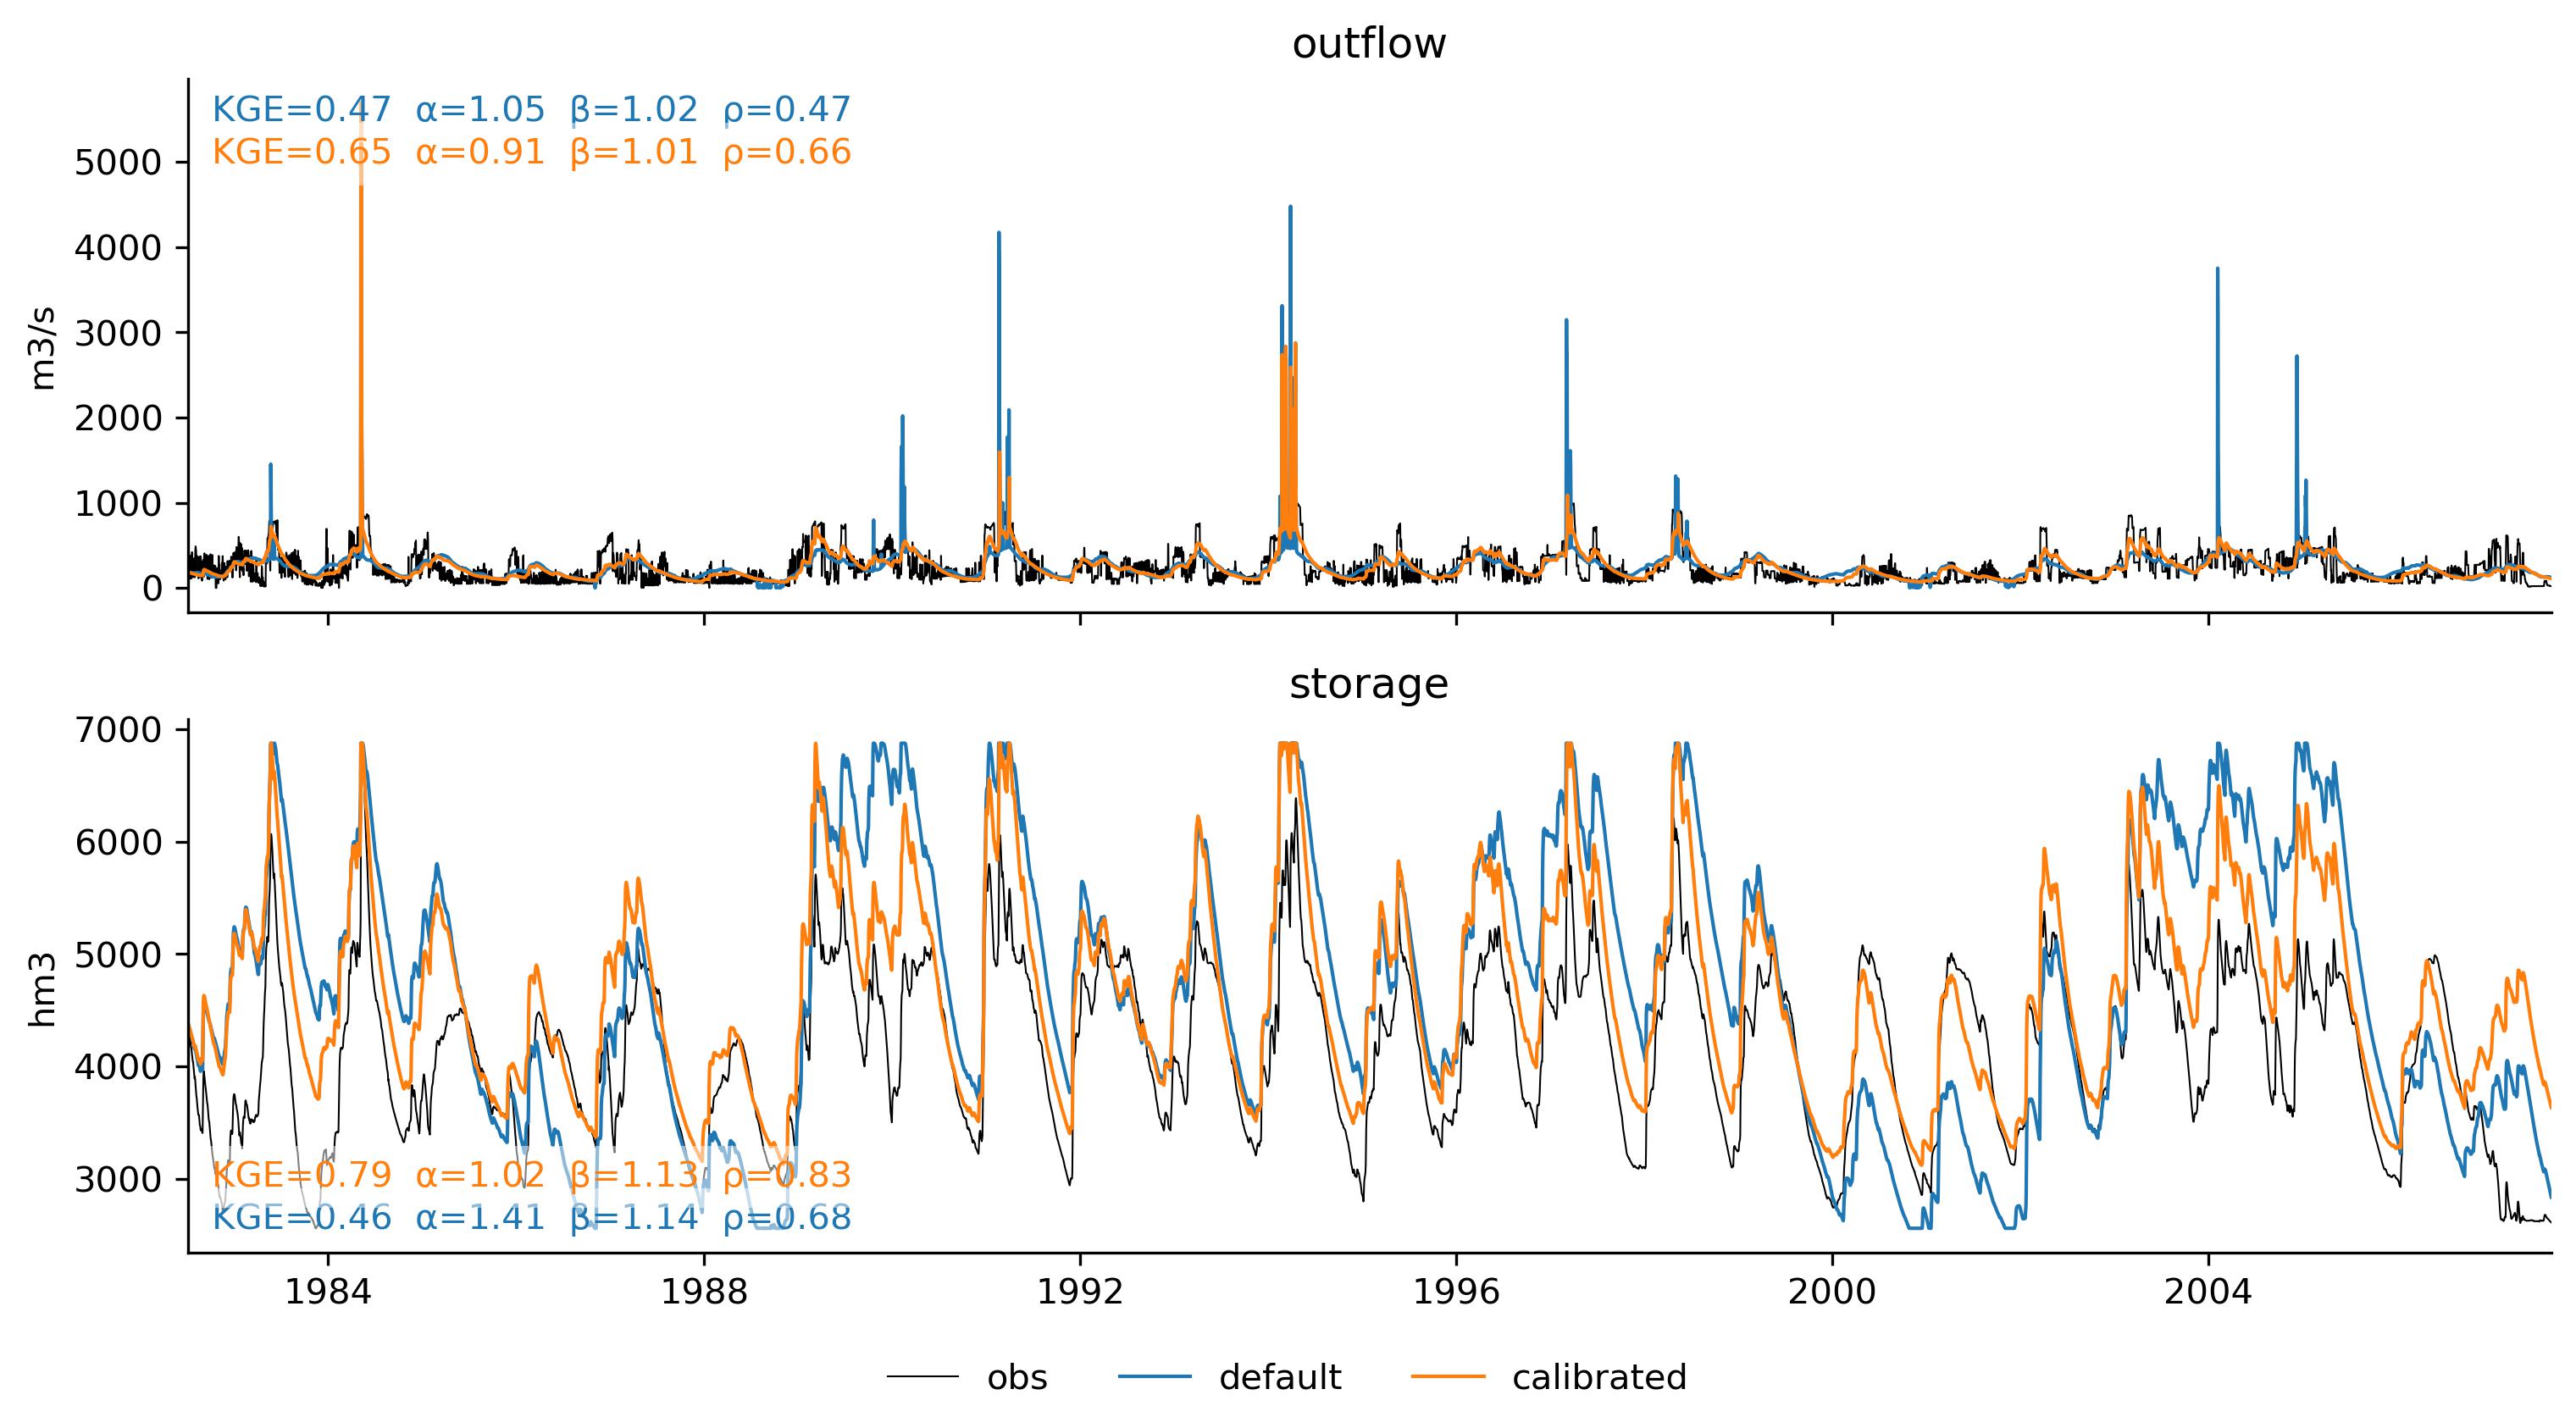 outflow
KGE=0.47 α=1.05 β=1.02 ρ=0.47
KGE=0.65 α=0.91 β=1.01 ρ=0.66
m3/s
5000
4000
3000
2000
1000
0
storage
hm3
7000
6000
5000
4000
3000
KGE=0.79 α=1.02 β=1.13 ρ=0.83
KGE=0.46 α=1.41 β=1.14 ρ=0.68
1984 1988 1992 1996 2000 2004
obs default calibrated